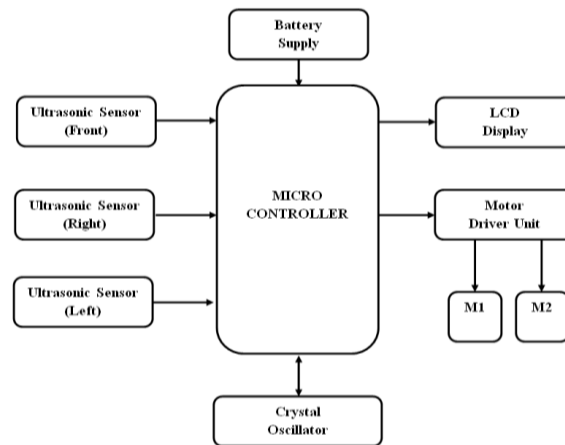 Battery
Supply
Ultrasonic Sensor
(Front)
LCD
Display
Ultrasonic Sensor
(Right)
MICRO
CONTROLLER
Motor
Driver Unit
Ultrasonic Sensor
(Left)
M1
M2
Crystal
Oscillator